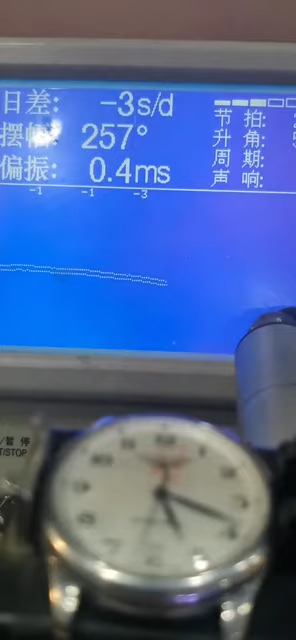 日差: -3s/d
摆幅: 257°
偏振: 0.4ms
节 拍:
升 角:
周 期:
声 响:
-1 -1 -3
/暂 停
T/STOP